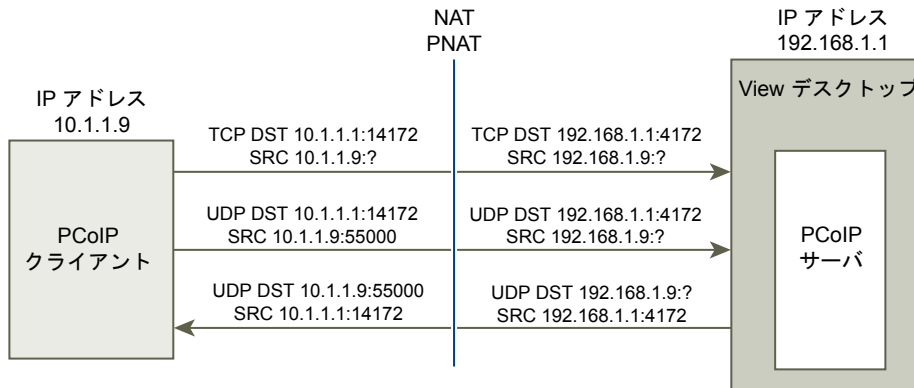 NAT
PNAT
IP アドレス
192.168.1.1
View デスクトップ
IP アドレス
10.1.1.9
TCP DST 10.1.1.1:14172
SRC 10.1.1.9:?
TCP DST 192.168.1.1:4172
SRC 192.168.1.9:?
PCoIP
クライアント
UDP DST 10.1.1.1:14172
SRC 10.1.1.9:55000
UDP DST 192.168.1.1:4172
SRC 192.168.1.9:?
PCoIP
サーバ
UDP DST 10.1.1.9:55000
SRC 10.1.1.1:14172
UDP DST 192.168.1.9:?
SRC 192.168.1.1:4172